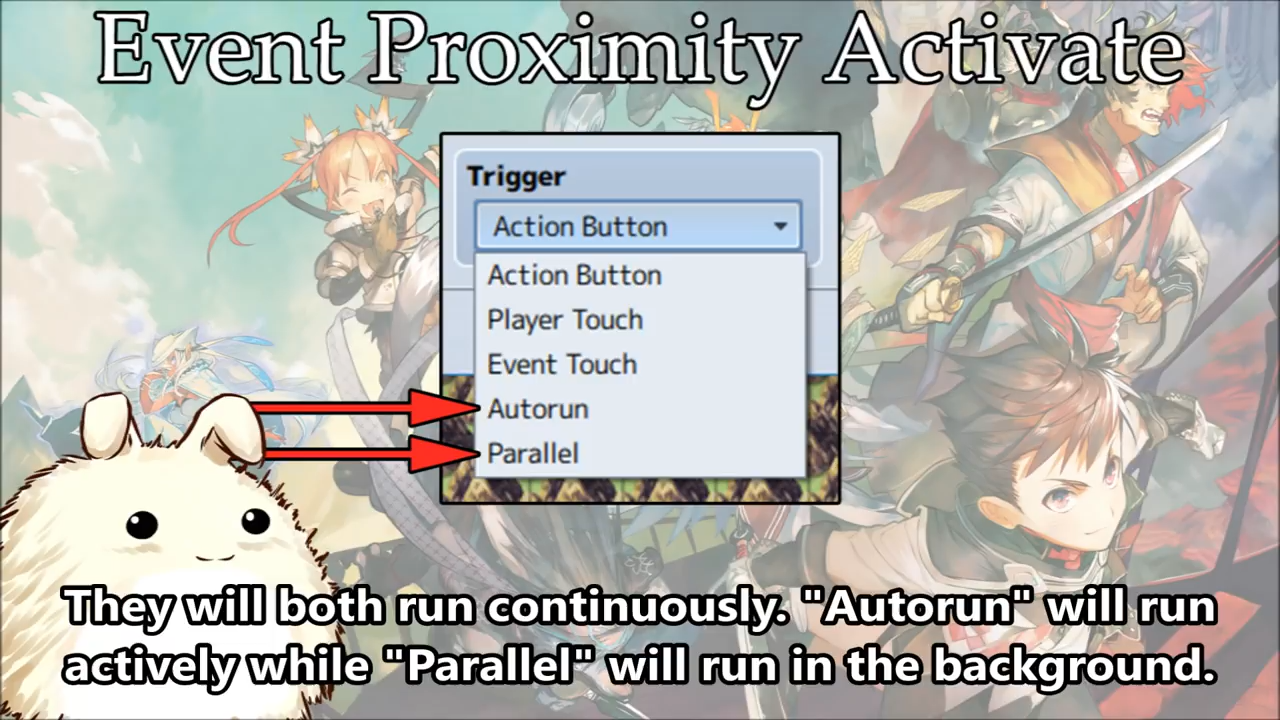 Event Proximity Activate
Trigger
Action Button
Action Button
Player Touch
Event Touch
Autorun
Parallel
They will both run continuously. "Autorun" will run
actively while "Parallel" will run in the background.